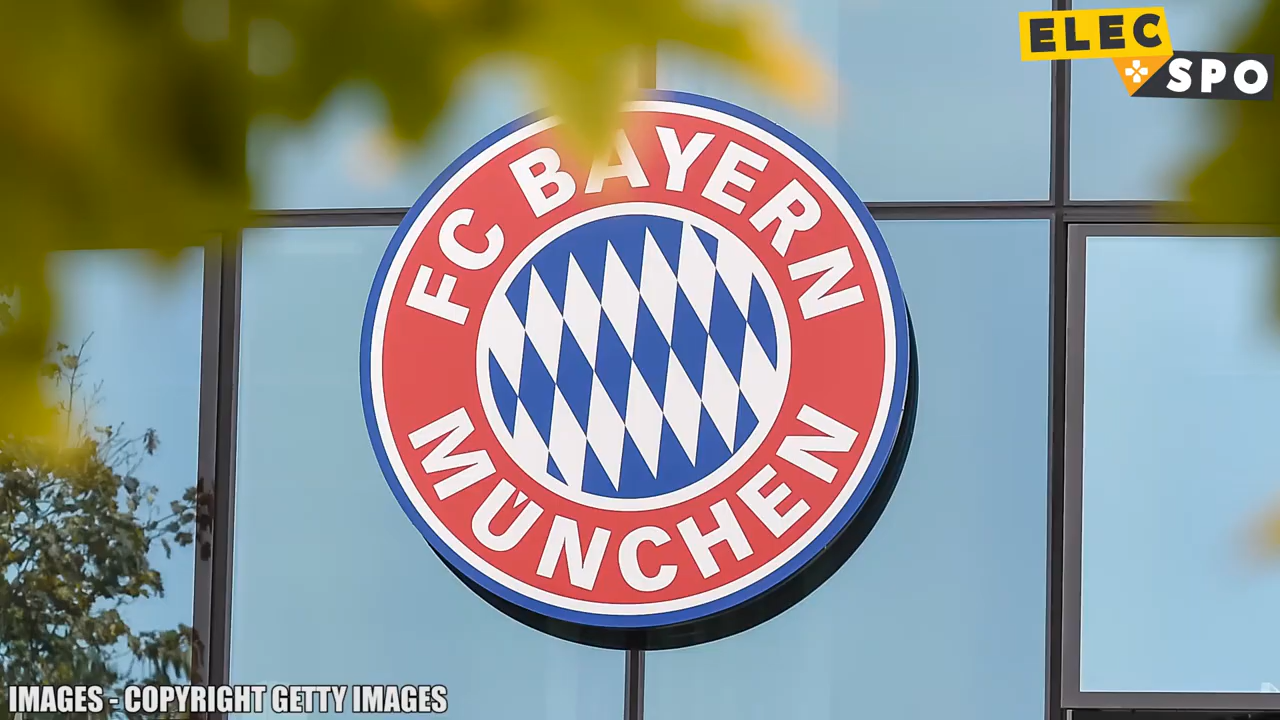 ELEC
SPO
FC BAYERN
MÜNCHEN
IMAGES - COPYRIGHT GETTY IMAGES